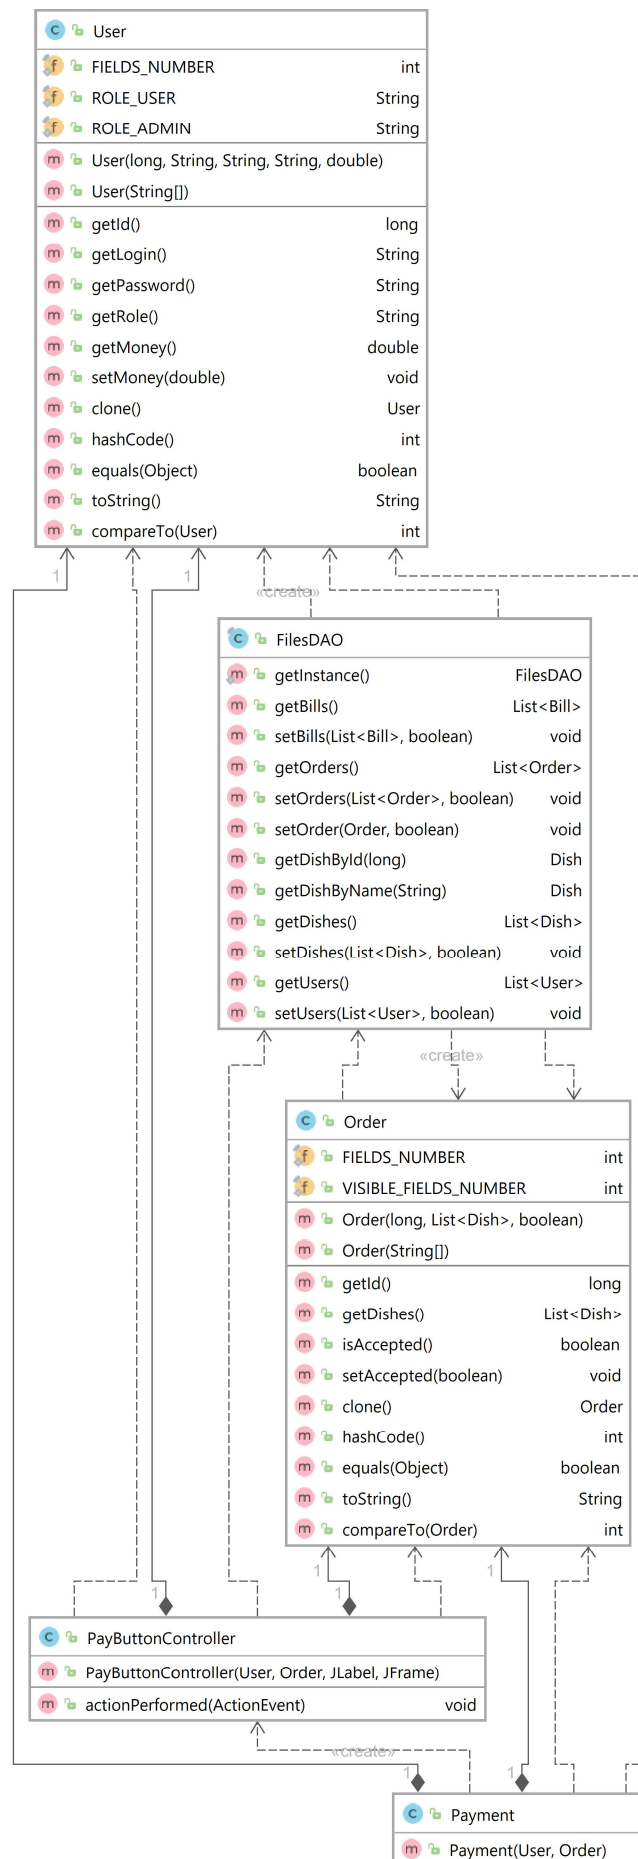 C User
f FIELDS_NUMBER int
f ROLE_USER String
f ROLE_ADMIN String
m User(long, String, String, String, double)
m User(String[])
m getId() long
m getLogin() String
m getPassword() String
m getRole() String
m getMoney() double
m setMoney(double) void
m clone() User
m hashCode() int
m equals(Object) boolean
m toString() String
m compareTo(User) int
1 1
«create»
C FilesDAO
m getInstance() FilesDAO
m getBills() List<Bill>
m setBills(List<Bill>, boolean) void
m getOrders() List<Order>
m setOrders(List<Order>, boolean) void
m setOrder(Order, boolean) void
m getDishById(long) Dish
m getDishByName(String) Dish
m getDishes() List<Dish>
m setDishes(List<Dish>, boolean) void
m getUsers() List<User>
m setUsers(List<User>, boolean) void
«create»
C Order
f FIELDS_NUMBER int
f VISIBLE_FIELDS_NUMBER int
m Order(long, List<Dish>, boolean)
m Order(String[])
m getId() long
m getDishes() List<Dish>
m isAccepted() boolean
m setAccepted(boolean) void
m clone() Order
m hashCode() int
m equals(Object) boolean
m toString() String
m compareTo(Order) int
1 1
1 1
C PayButtonController
m PayButtonController(User, Order, JLabel, JFrame)
m actionPerformed(ActionEvent) void
«create»
1 1
C Payment
m Payment(User, Order)